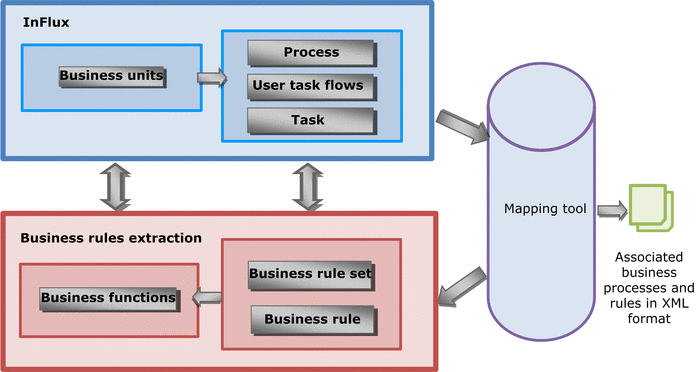 InFlux
Business units
Process
User task flows
Task
Mapping tool
Associated
business
processes and
rules in XML
format
Business rules extraction
Business functions
Business rule set
Business rule